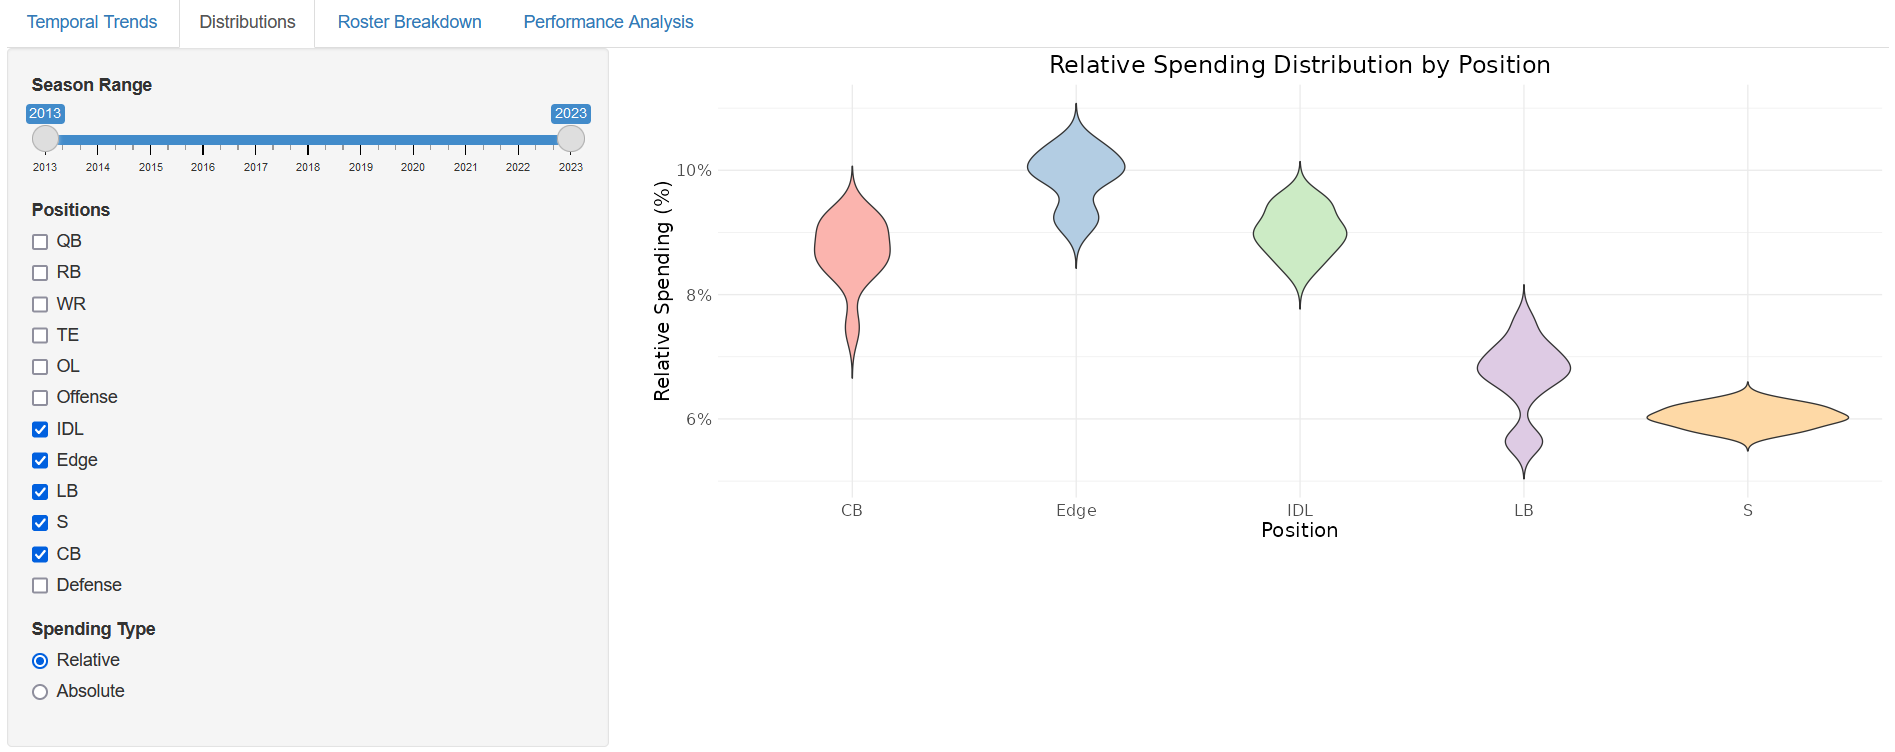 Temporal Trends Distributions Roster Breakdown Performance Analysis
Season Range
2013 2023
2013 2014 2015 2016 2017 2018 2019 2020 2021 2022 2023
Positions
QB
RB
WR
TE
OL
Offense
IDL
Edge
LB
S
CB
Defense
Spending Type
Relative
Absolute
Relative Spending Distribution by Position
Relative Spending (%)
10%
8%
6%
CB Edge IDL LB S
Position